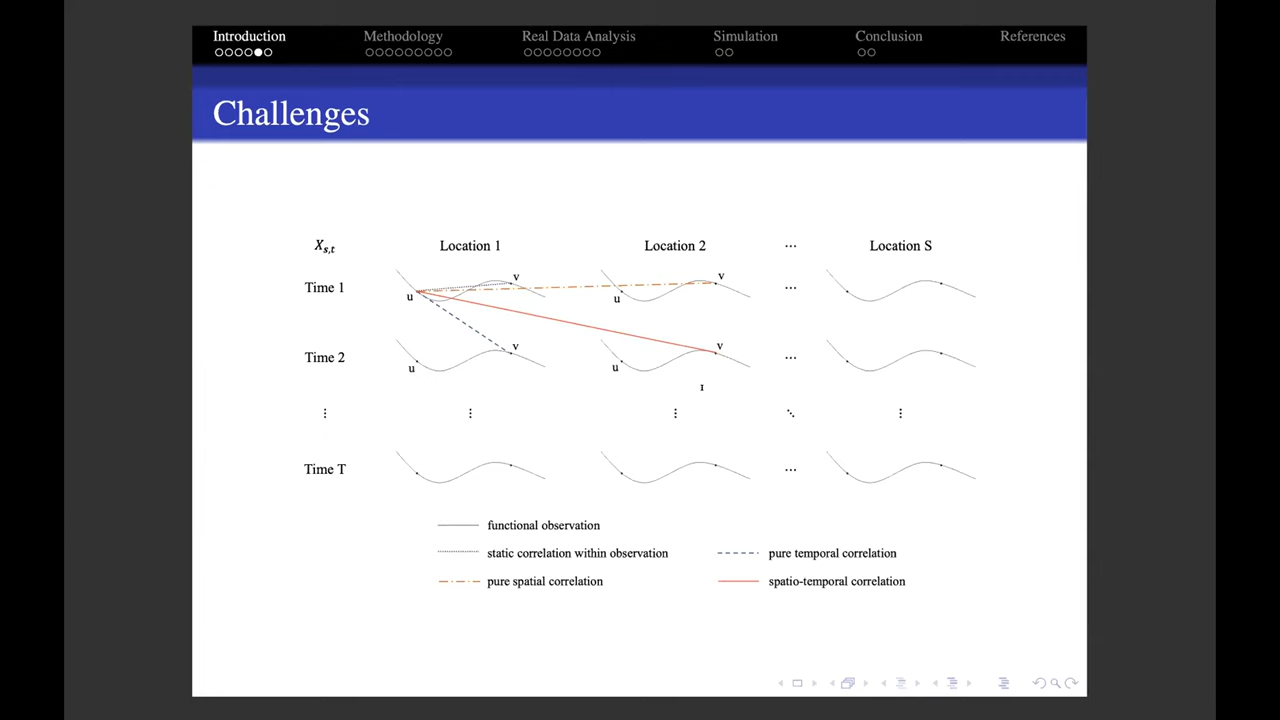 Introduction Methodology Real Data Analysis Simulation Conclusion References
Challenges
X_{s,t} Location 1 Location 2 ⋯ Location S
v v
Time 1 ⋯
u u
v v
Time 2 ⋯
u u
⋮ ⋮ ⋮ ⋱ ⋮
Time T ⋯
functional observation
static correlation within observation pure temporal correlation
pure spatial correlation spatio-temporal correlation